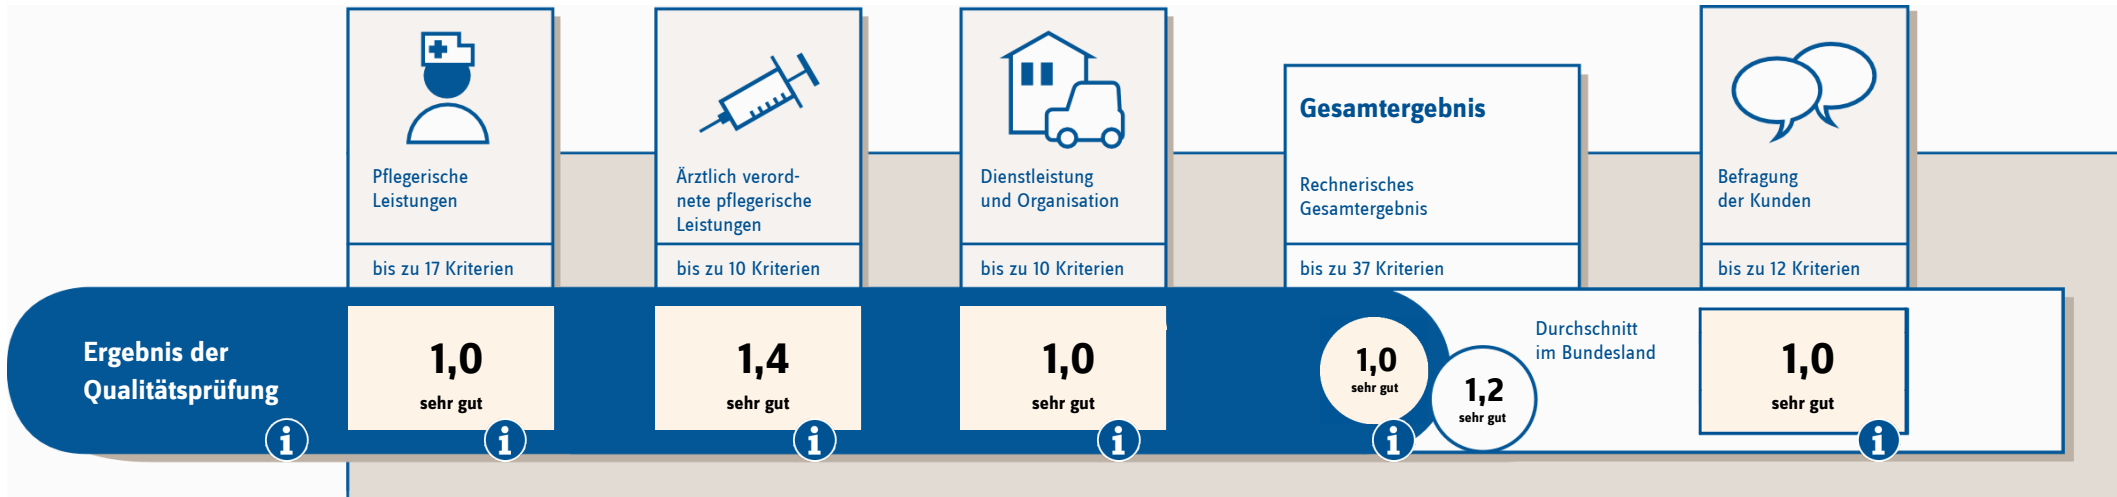 Pflegerische
Leistungen
bis zu 17 Kriterien
Ärztlich verord-
nete pflegerische
Leistungen
bis zu 10 Kriterien
Dienstleistung
und Organisation
bis zu 10 Kriterien
Gesamtergebnis
Rechnerisches
Gesamtergebnis
bis zu 37 Kriterien
Befragung
der Kunden
bis zu 12 Kriterien
Ergebnis der
Qualitätsprüfung
i
1,0
sehr gut
i
1,4
sehr gut
i
1,0
sehr gut
i
1,0
sehr gut
i
1,2
sehr gut
Durchschnitt
im Bundesland
1,0
sehr gut
i